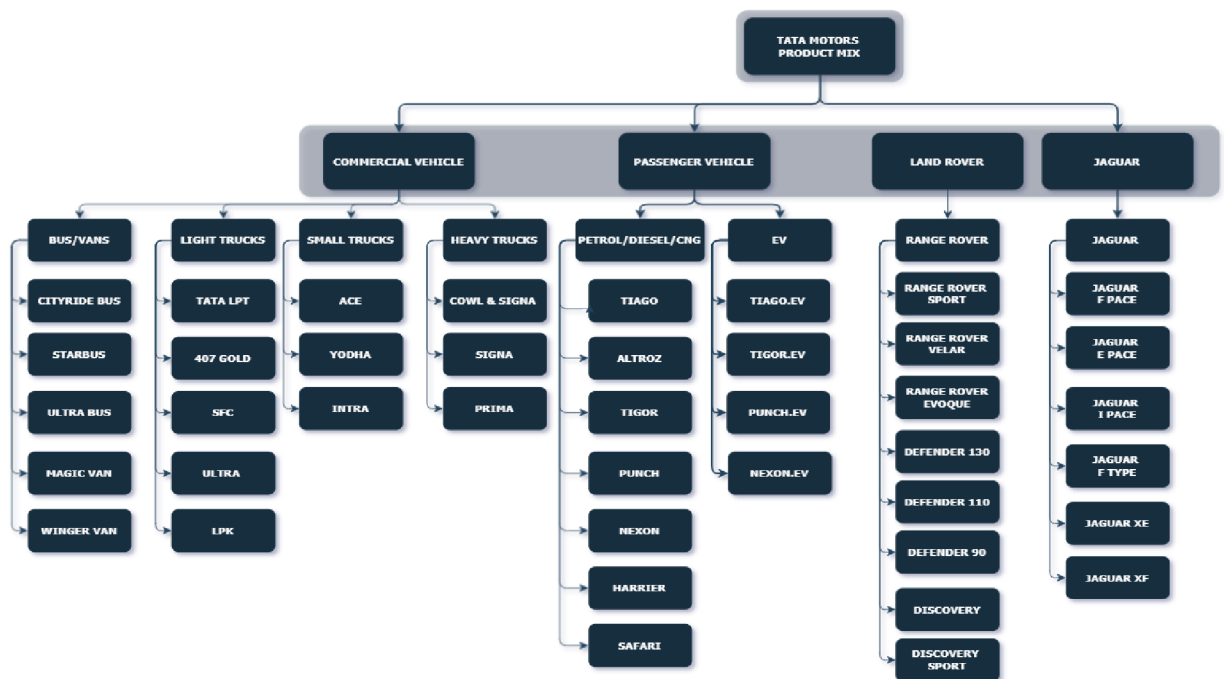 TATA MOTORS
PRODUCT MIX
COMMERCIAL VEHICLE
PASSENGER VEHICLE
LAND ROVER
JAGUAR
BUS/VANS
CITYRIDE BUS
STARBUS
ULTRA BUS
MAGIC VAN
WINGER VAN
LIGHT TRUCKS
TATA LPT
407 GOLD
SFC
ULTRA
LPK
SMALL TRUCKS
ACE
YODHA
INTRA
HEAVY TRUCKS
COWL & SIGNA
SIGNA
PRIMA
PETROL/DIESEL/CNG
TIAGO
ALTROZ
TIGOR
PUNCH
NEXON
HARRIER
SAFARI
EV
TIAGO.EV
TIGOR.EV
PUNCH.EV
NEXON.EV
RANGE ROVER
RANGE ROVER
SPORT
RANGE ROVER
VELAR
RANGE ROVER
EVOQUE
DEFENDER 130
DEFENDER 110
DEFENDER 90
DISCOVERY
DISCOVERY
SPORT
JAGUAR
JAGUAR
F PACE
JAGUAR
E PACE
JAGUAR
I PACE
JAGUAR
F TYPE
JAGUAR XE
JAGUAR XF